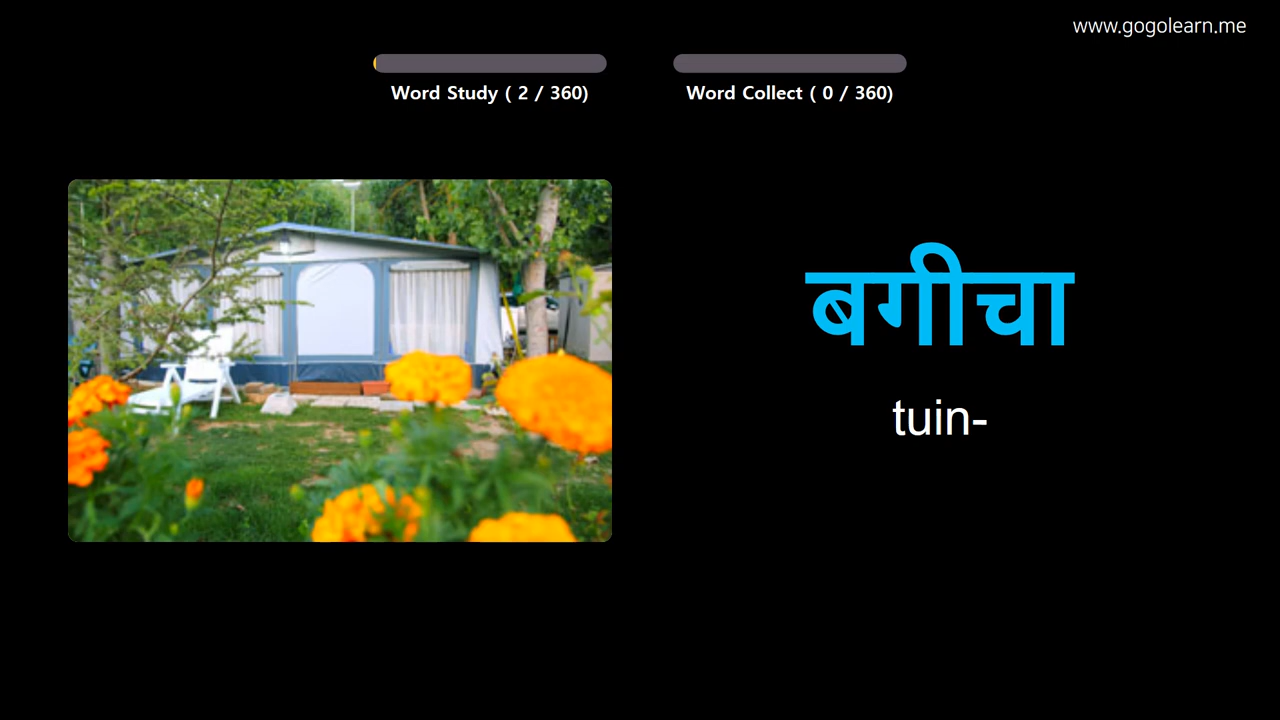 www.gogolearn.me
Word Study ( 2 / 360)
Word Collect ( 0 / 360)
बगीचा
tuin-